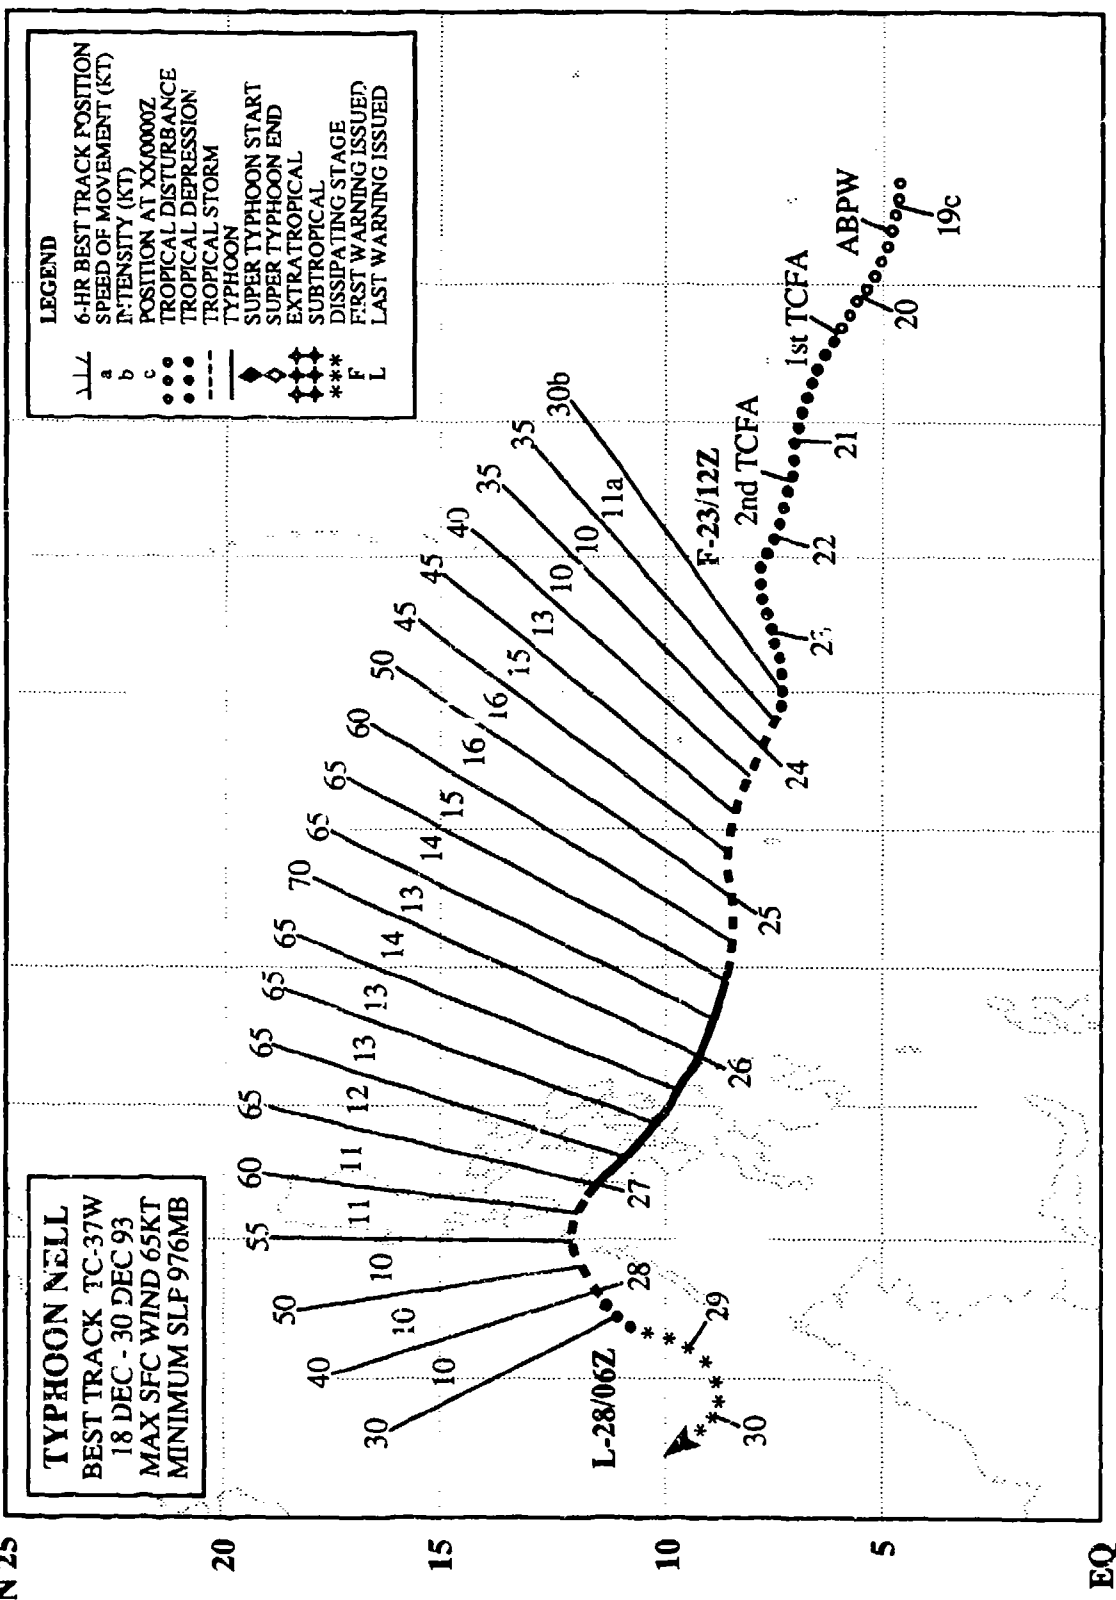 TYPHOON NELL
BEST TRACK TC-37W
18 DEC - 30 DEC 93
MAX SFC WIND 65KT
MINIMUM SLP 976MB
LEGEND
6-HR BEST TRACK POSITION
a SPEED OF MOVEMENT (KT)
b INTENSITY (KT)
c POSITION AT XX/0000Z
TROPICAL DISTURBANCE
TROPICAL DEPRESSION
TROPICAL STORM
TYPHOON
SUPER TYPHOON START
SUPER TYPHOON END
EXTRATROPICAL
SUBTROPICAL
*** DISSIPATING STAGE
F FIRST WARNING ISSUED
L LAST WARNING ISSUED
N 25
20
15
10
5
EQ
30
40
50
55
60
65
65
65
65
70
65
65
60
50
45
45
40
35
35
30b
10
10
10
11
11
12
13
13
14
13
14
15
16
16
15
13
10
10
11a
L-28/06Z
F-23/12Z
2nd TCFA
1st TCFA
ABPW
30
29
28
27
26
25
24
22
21
20
19c